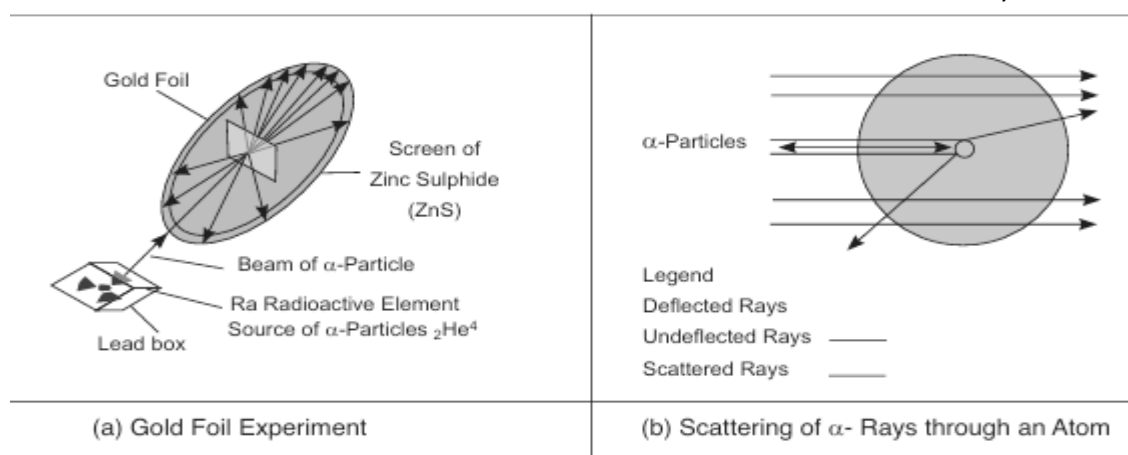 Gold Foil
Screen of
Zinc Sulphide
(ZnS)
Beam of α-Particle
Ra Radioactive Element
Source of α-Particles ₂He⁴
Lead box
(a) Gold Foil Experiment
α-Particles
Legend
Deflected Rays
Undeflected Rays
Scattered Rays
(b) Scattering of α- Rays through an Atom